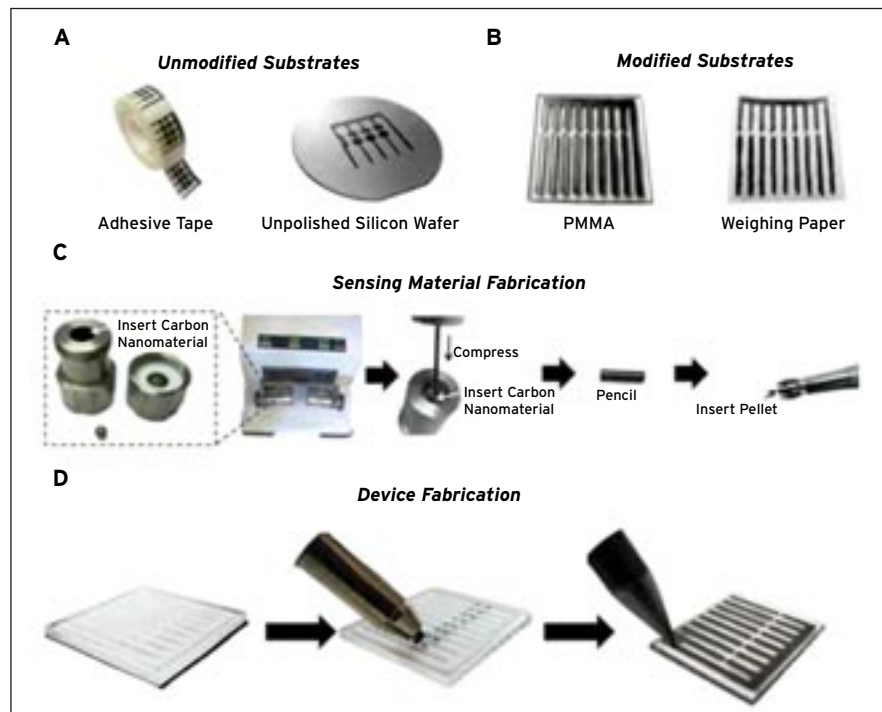 A
Unmodified Substrates
Adhesive Tape
Unpolished Silicon Wafer
B
Modified Substrates
PMMA
Weighing Paper
C
Sensing Material Fabrication
Insert Carbon
Nanomaterial
Compress
Insert Carbon
Nanomaterial
Pencil
Insert Pellet
D
Device Fabrication